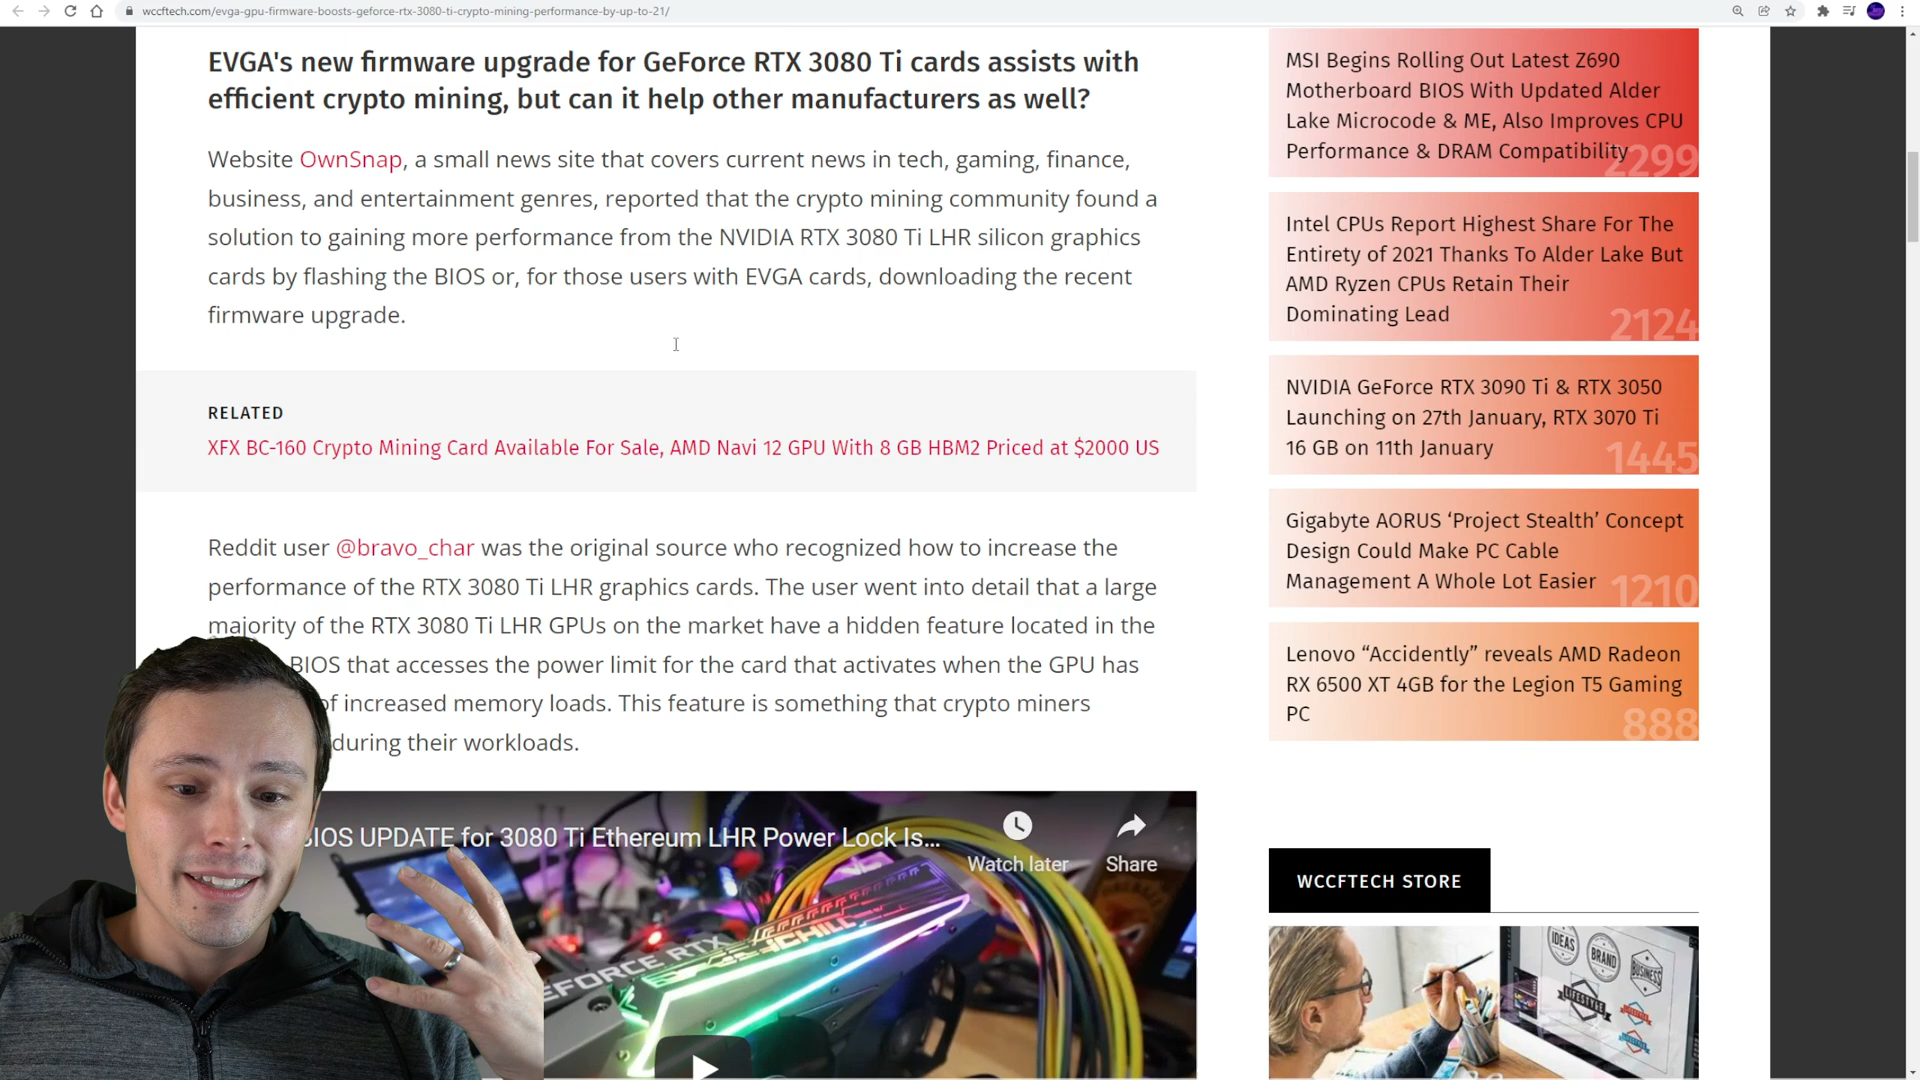 wccftech.com/evga-gpu-firmware-boosts-geforce-rtx-3080-ti-crypto-mining-performance-by-up-to-21/
EVGA's new firmware upgrade for GeForce RTX 3080 Ti cards assists with
efficient crypto mining, but can it help other manufacturers as well?
Website OwnSnap, a small news site that covers current news in tech, gaming, finance,
business, and entertainment genres, reported that the crypto mining community found a
solution to gaining more performance from the NVIDIA RTX 3080 Ti LHR silicon graphics
cards by flashing the BIOS or, for those users with EVGA cards, downloading the recent
firmware upgrade.
RELATED
XFX BC-160 Crypto Mining Card Available For Sale, AMD Navi 12 GPU With 8 GB HBM2 Priced at $2000 US
Reddit user @bravo_char was the original source who recognized how to increase the
performance of the RTX 3080 Ti LHR graphics cards. The user went into detail that a large
majority of the RTX 3080 Ti LHR GPUs on the market have a hidden feature located in the
BIOS that accesses the power limit for the card that activates when the GPU has
of increased memory loads. This feature is something that crypto miners
during their workloads.
BIOS UPDATE for 3080 Ti Ethereum LHR Power Lock Is...
Watch later
Share
GEFORCE RTX
ICHILL
MSI Begins Rolling Out Latest Z690
Motherboard BIOS With Updated Alder
Lake Microcode & ME, Also Improves CPU
Performance & DRAM Compatibility
2299
Intel CPUs Report Highest Share For The
Entirety of 2021 Thanks To Alder Lake But
AMD Ryzen CPUs Retain Their
Dominating Lead
2124
NVIDIA GeForce RTX 3090 Ti & RTX 3050
Launching on 27th January, RTX 3070 Ti
16 GB on 11th January
1445
Gigabyte AORUS ‘Project Stealth’ Concept
Design Could Make PC Cable
Management A Whole Lot Easier
1210
Lenovo “Accidently” reveals AMD Radeon
RX 6500 XT 4GB for the Legion T5 Gaming
PC
888
WCCFTECH STORE
IDEAS
BRAND
BUSINESS
LIFESTYLE